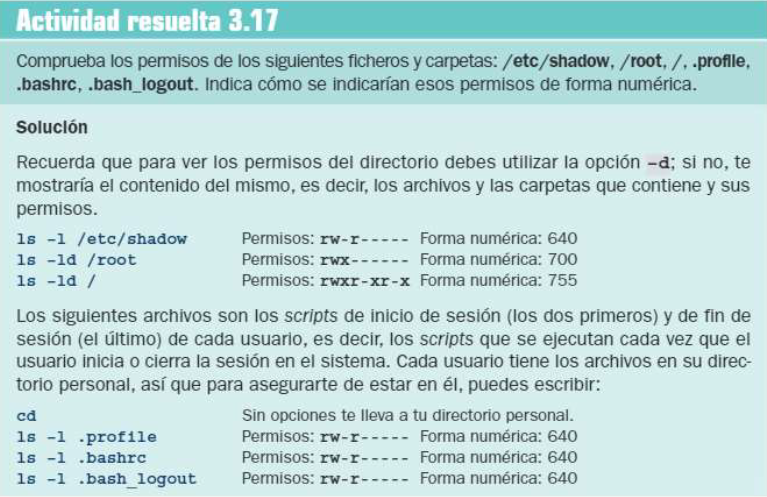 Actividad resuelta 3.17
Comprueba los permisos de los siguientes ficheros y carpetas: /etc/shadow, /root, /, .profile,
.bashrc, .bash_logout. Indica cómo se indicarían esos permisos de forma numérica.
Solución
Recuerda que para ver los permisos del directorio debes utilizar la opción -d; si no, te
mostraría el contenido del mismo, es decir, los archivos y las carpetas que contiene y sus
permisos.
ls -l /etc/shadow Permisos: rw-r----- Forma numérica: 640
ls -ld /root Permisos: rwx------ Forma numérica: 700
ls -ld / Permisos: rwxr-xr-x Forma numérica: 755
Los siguientes archivos son los scripts de inicio de sesión (los dos primeros) y de fin de
sesión (el último) de cada usuario, es decir, los scripts que se ejecutan cada vez que el
usuario inicia o cierra la sesión en el sistema. Cada usuario tiene los archivos en su direc-
torio personal, así que para asegurarte de estar en él, puedes escribir:
cd Sin opciones te lleva a tu directorio personal.
ls -l .profile Permisos: rw-r----- Forma numérica: 640
ls -l .bashrc Permisos: rw-r----- Forma numérica: 640
ls -l .bash_logout Permisos: rw-r----- Forma numérica: 640